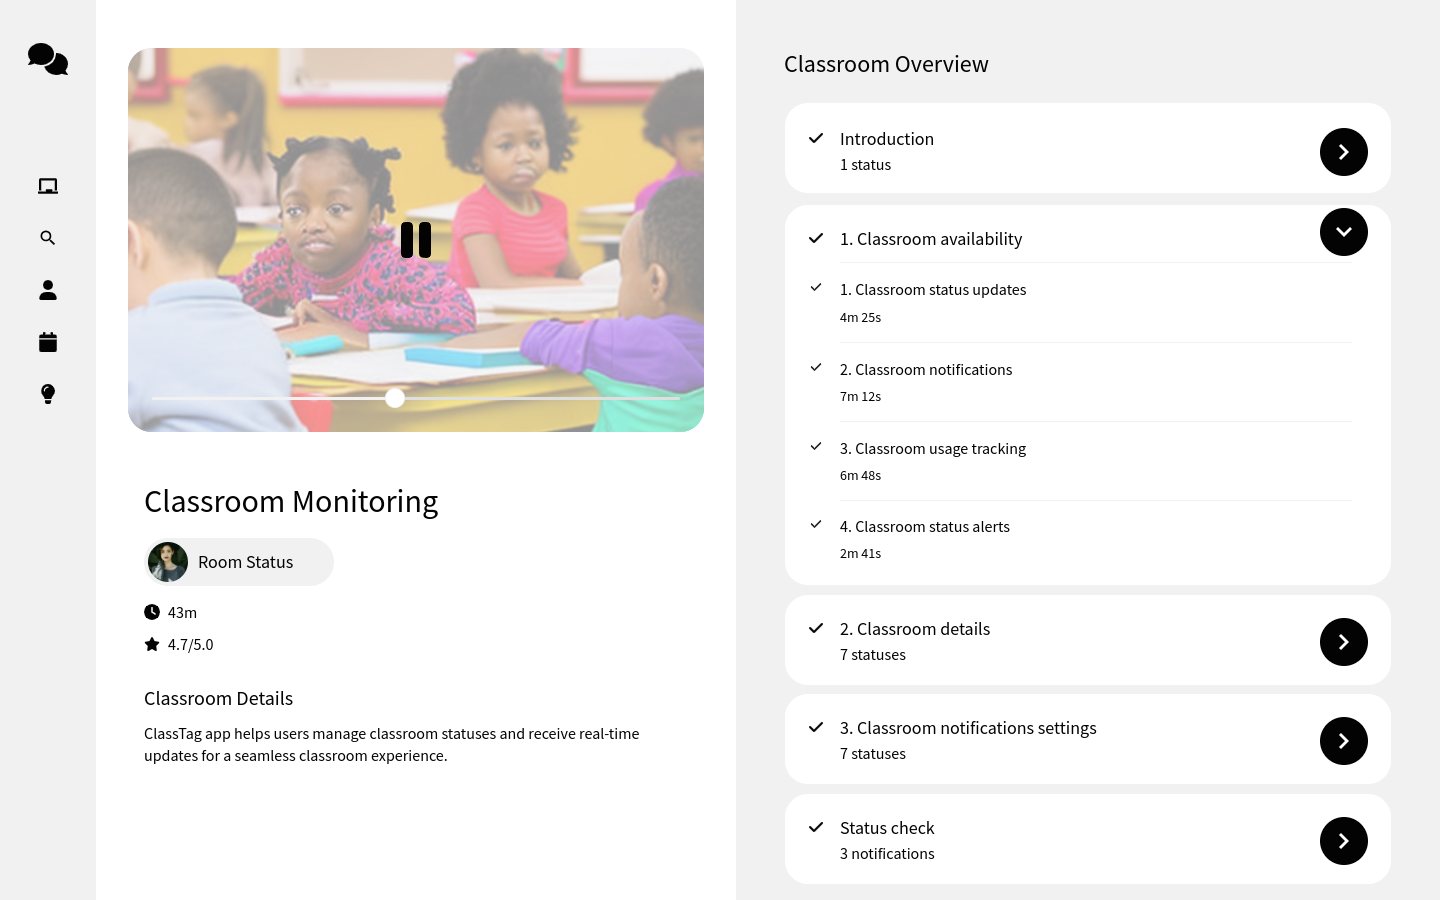 Classroom Monitoring
Room Status
43m
4.7/5.0
Classroom Details
ClassTag app helps users manage classroom statuses and receive real-time
updates for a seamless classroom experience.
Classroom Overview
Introduction
1 status
1. Classroom availability
1. Classroom status updates
4m 25s
2. Classroom notifications
7m 12s
3. Classroom usage tracking
6m 48s
4. Classroom status alerts
2m 41s
2. Classroom details
7 statuses
3. Classroom notifications settings
7 statuses
Status check
3 notifications